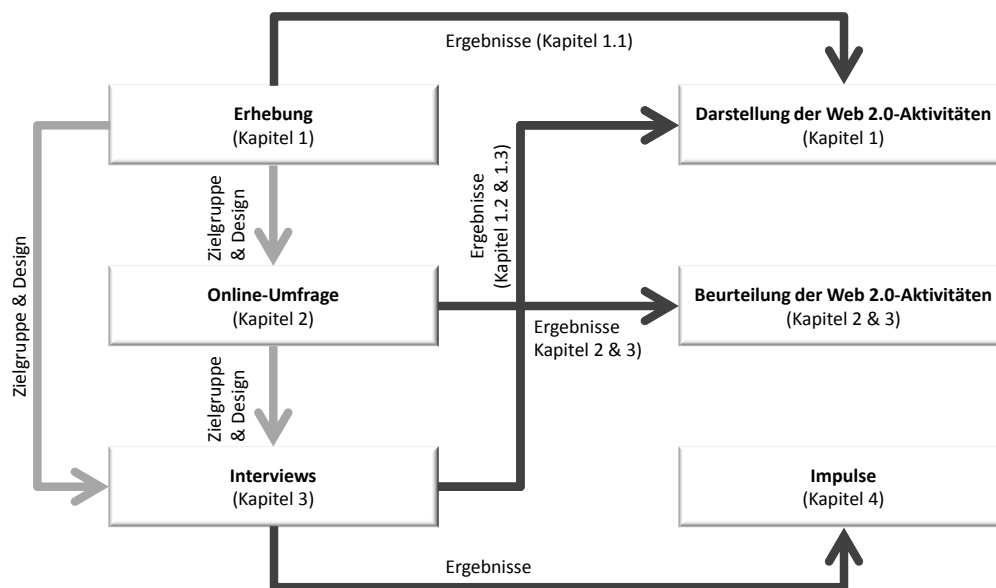 Ergebnisse (Kapitel 1.1)
Erhebung
(Kapitel 1)
Darstellung der Web 2.0-Aktivitäten
(Kapitel 1)
Zielgruppe & Design
Zielgruppe
& Design
Ergebnisse
(Kapitel 1.2 & 1.3)
Online-Umfrage
(Kapitel 2)
Beurteilung der Web 2.0-Aktivitäten
(Kapitel 2 & 3)
Ergebnisse
Kapitel 2 & 3)
Zielgruppe
& Design
Interviews
(Kapitel 3)
Impulse
(Kapitel 4)
Ergebnisse